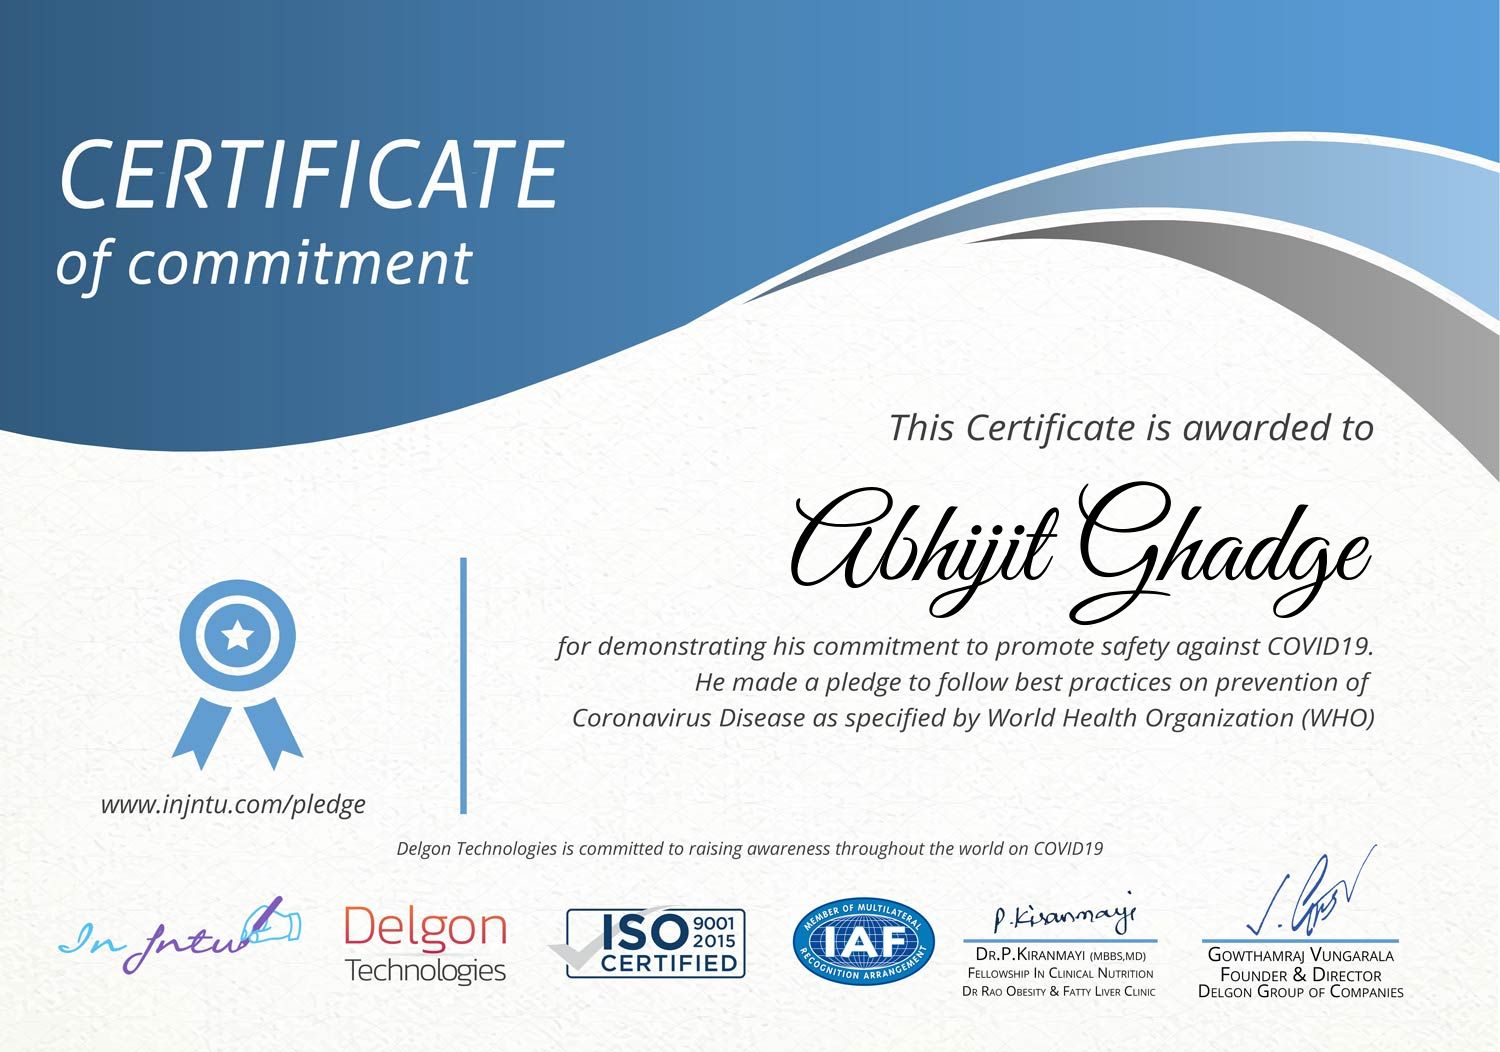 CERTIFICATE
of commitment
This Certificate is awarded to
Abhijit Ghadge
for demonstrating his commitment to promote safety against COVID19.
He made a pledge to follow best practices on prevention of
Coronavirus Disease as specified by World Health Organization (WHO)
www.injntu.com/pledge
Delgon Technologies is committed to raising awareness throughout the world on COVID19
In Jntu
Delgon
Technologies
ISO 9001
2015
CERTIFIED
MEMBER OF MULTILATERAL
IAF
RECOGNITION ARRANGEMENT
P. Kiranmayi
DR.P.KIRANMAYI (MBBS,MD)
FELLOWSHIP IN CLINICAL NUTRITION
DR RAO OBESITY & FATTY LIVER CLINIC
GOWTHAMRAJ VUNGARALA
FOUNDER & DIRECTOR
DELGON GROUP OF COMPANIES